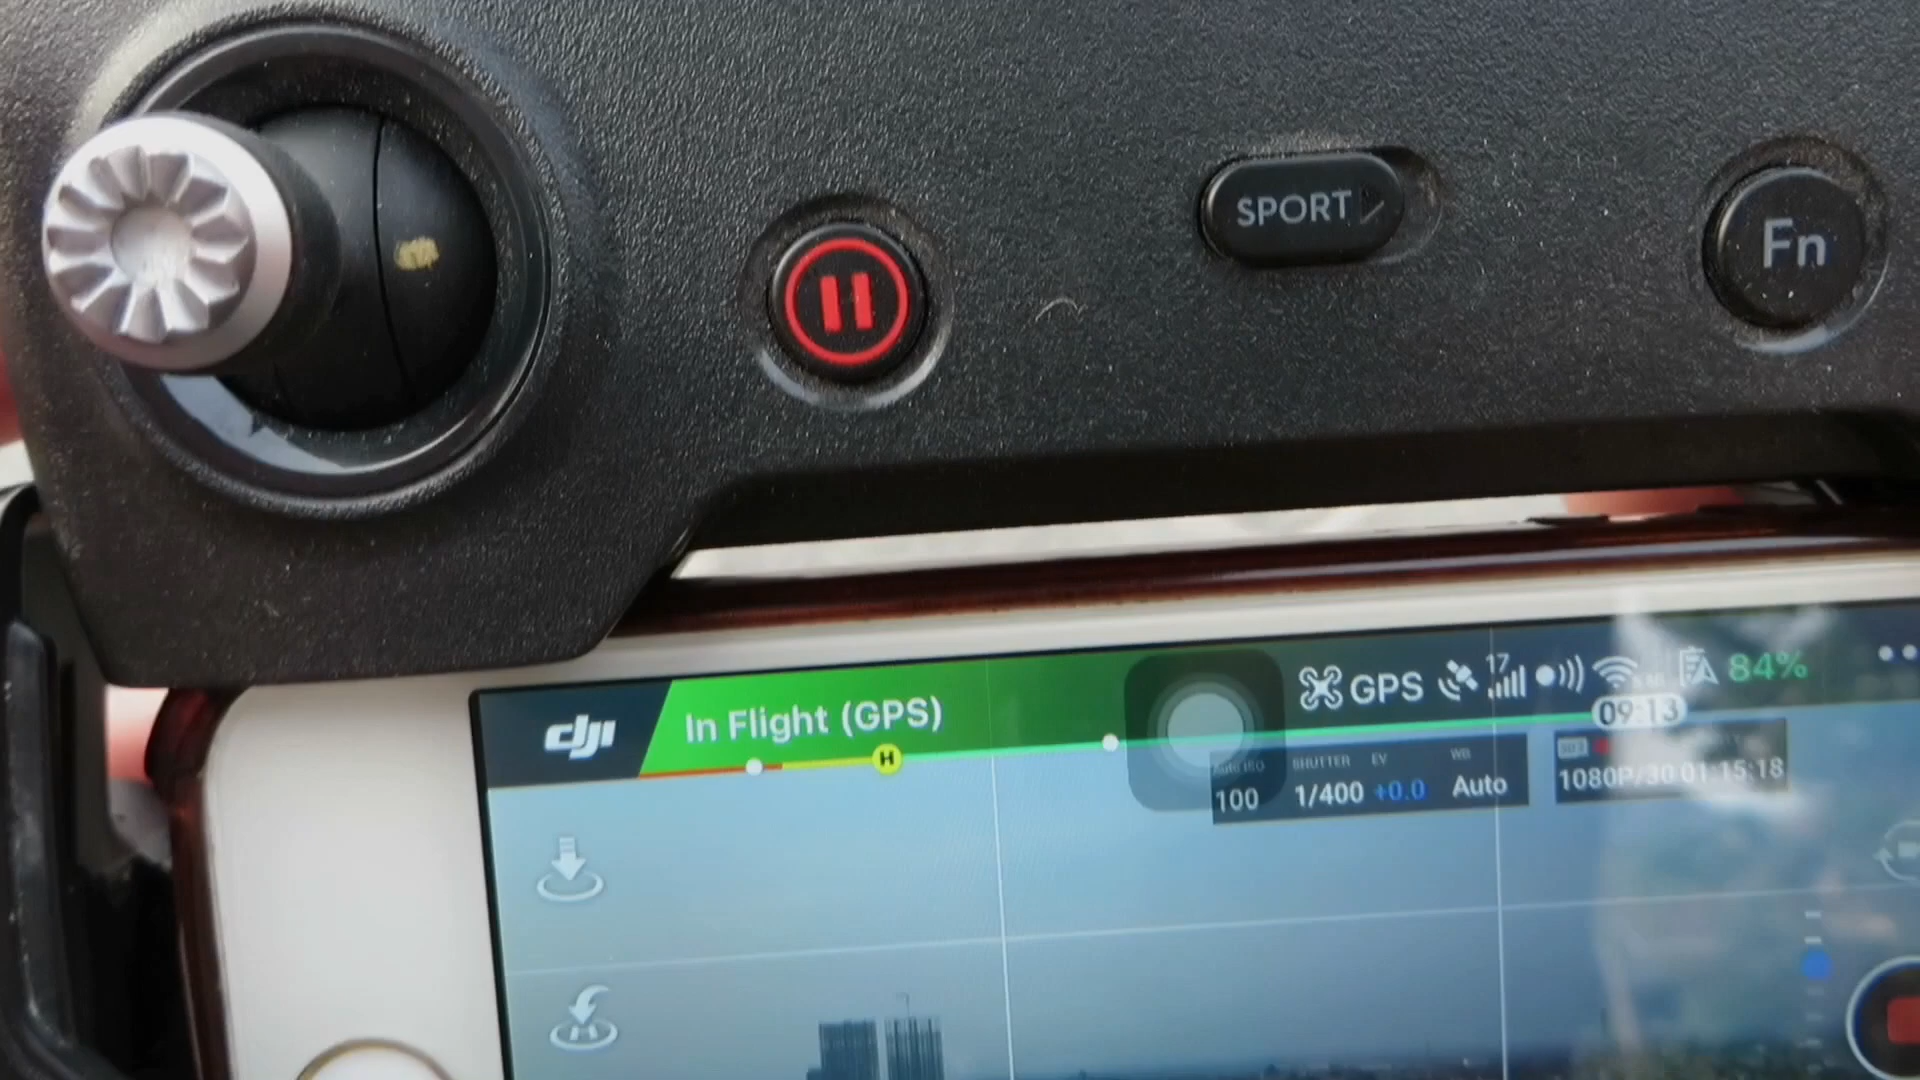 SPORT
Fn
dji
In Flight (GPS)
H
GPS
17
84%
09:13
SHUTTER
EV
WB
100
1/400
+0.0
Auto
1080P/30 01:15:18
H